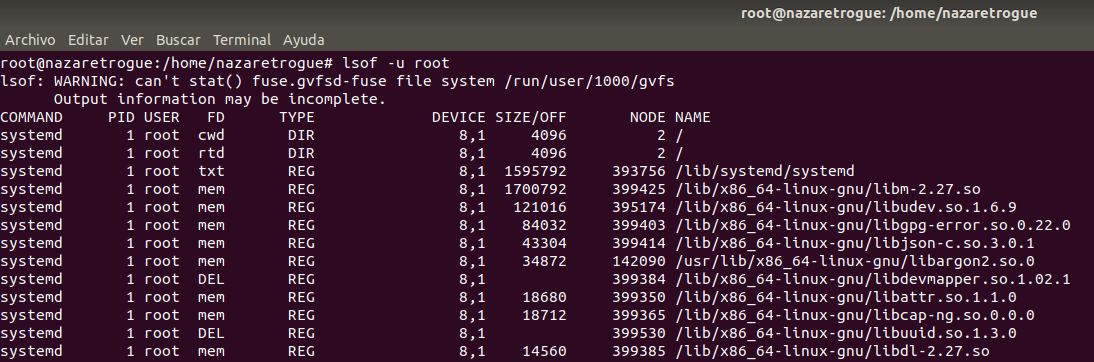 root@nazaretrogue: /home/nazaretrogue
Archivo Editar Ver Buscar Terminal Ayuda
root@nazaretrogue:/home/nazaretrogue# lsof -u root
lsof: WARNING: can't stat() fuse.gvfsd-fuse file system /run/user/1000/gvfs
      Output information may be incomplete.
COMMAND     PID USER   FD      TYPE             DEVICE SIZE/OFF       NODE NAME
systemd       1 root  cwd       DIR                8,1     4096          2 /
systemd       1 root  rtd       DIR                8,1     4096          2 /
systemd       1 root  txt       REG                8,1  1595792     393756 /lib/systemd/systemd
systemd       1 root  mem       REG                8,1  1700792     399425 /lib/x86_64-linux-gnu/libm-2.27.so
systemd       1 root  mem       REG                8,1   121016     395174 /lib/x86_64-linux-gnu/libudev.so.1.6.9
systemd       1 root  mem       REG                8,1    84032     399403 /lib/x86_64-linux-gnu/libgpg-error.so.0.22.0
systemd       1 root  mem       REG                8,1    43304     399414 /lib/x86_64-linux-gnu/libjson-c.so.3.0.1
systemd       1 root  mem       REG                8,1    34872     142090 /usr/lib/x86_64-linux-gnu/libargon2.so.0
systemd       1 root  DEL       REG                8,1              399384 /lib/x86_64-linux-gnu/libdevmapper.so.1.02.1
systemd       1 root  mem       REG                8,1    18680     399350 /lib/x86_64-linux-gnu/libattr.so.1.1.0
systemd       1 root  mem       REG                8,1    18712     399365 /lib/x86_64-linux-gnu/libcap-ng.so.0.0.0
systemd       1 root  DEL       REG                8,1              399530 /lib/x86_64-linux-gnu/libuuid.so.1.3.0
systemd       1 root  mem       REG                8,1    14560     399385 /lib/x86_64-linux-gnu/libdl-2.27.so